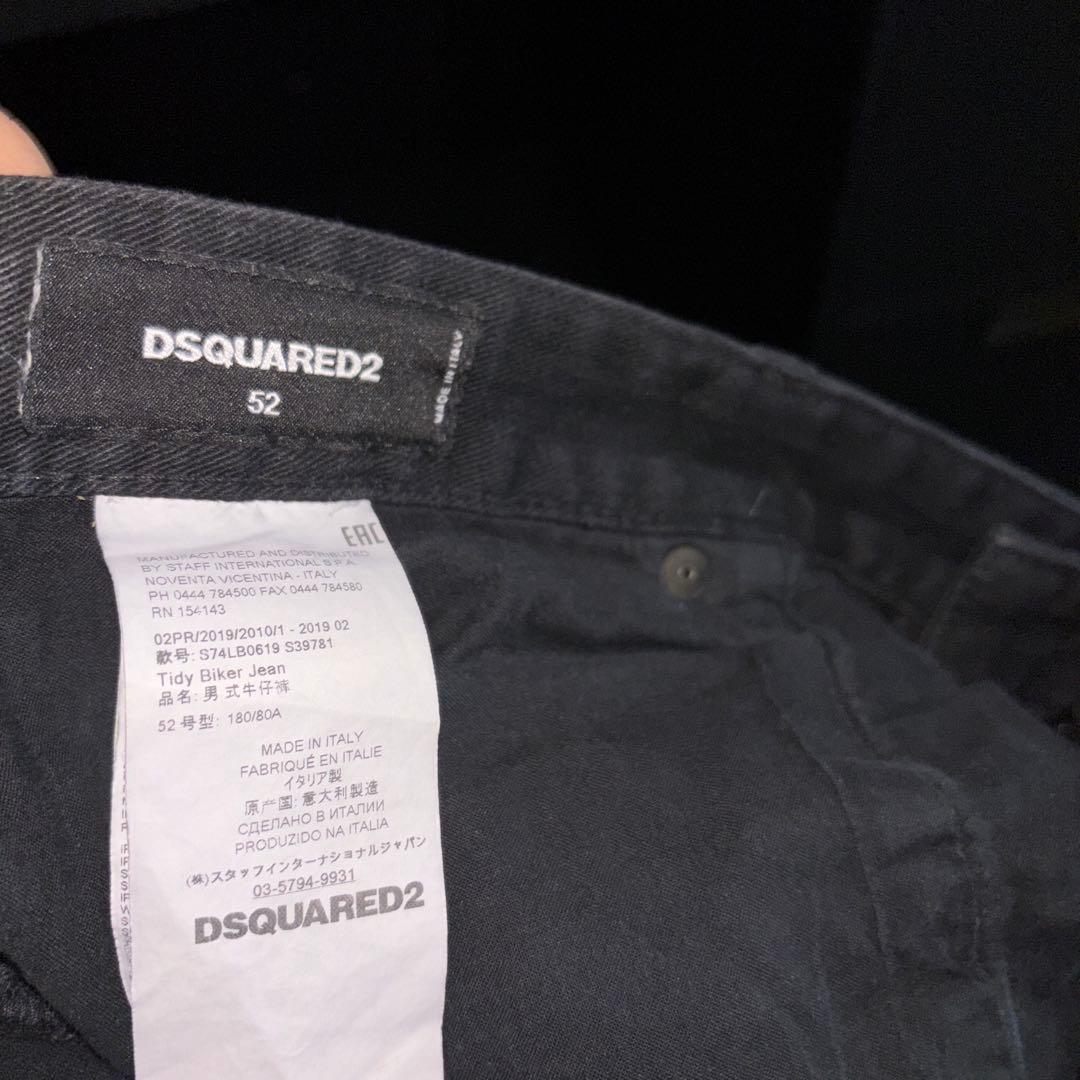 DSQUARED2
52
MADE IN ITALY
EAC
MANUFACTURED AND DISTRIBUTED
BY STAFF INTERNATIONAL S.P.A.
NOVENTA VICENTINA - ITALY
PH 0444 784500 FAX 0444 784580
RN 154143
02PR/2019/2010/1 - 2019 02
款号: S74LB0619 S39781
Tidy Biker Jean
品名: 男 式牛仔裤
52 号型: 180/80A
MADE IN ITALY
FABRIQUÉ EN ITALIE
イタリア製
原产国: 意大利製造
СДЕЛАНО В ИТАЛИИ
PRODUZIDO NA ITALIA
(株)スタッフインターナショナルジャパン
03-5794-9931
DSQUARED2